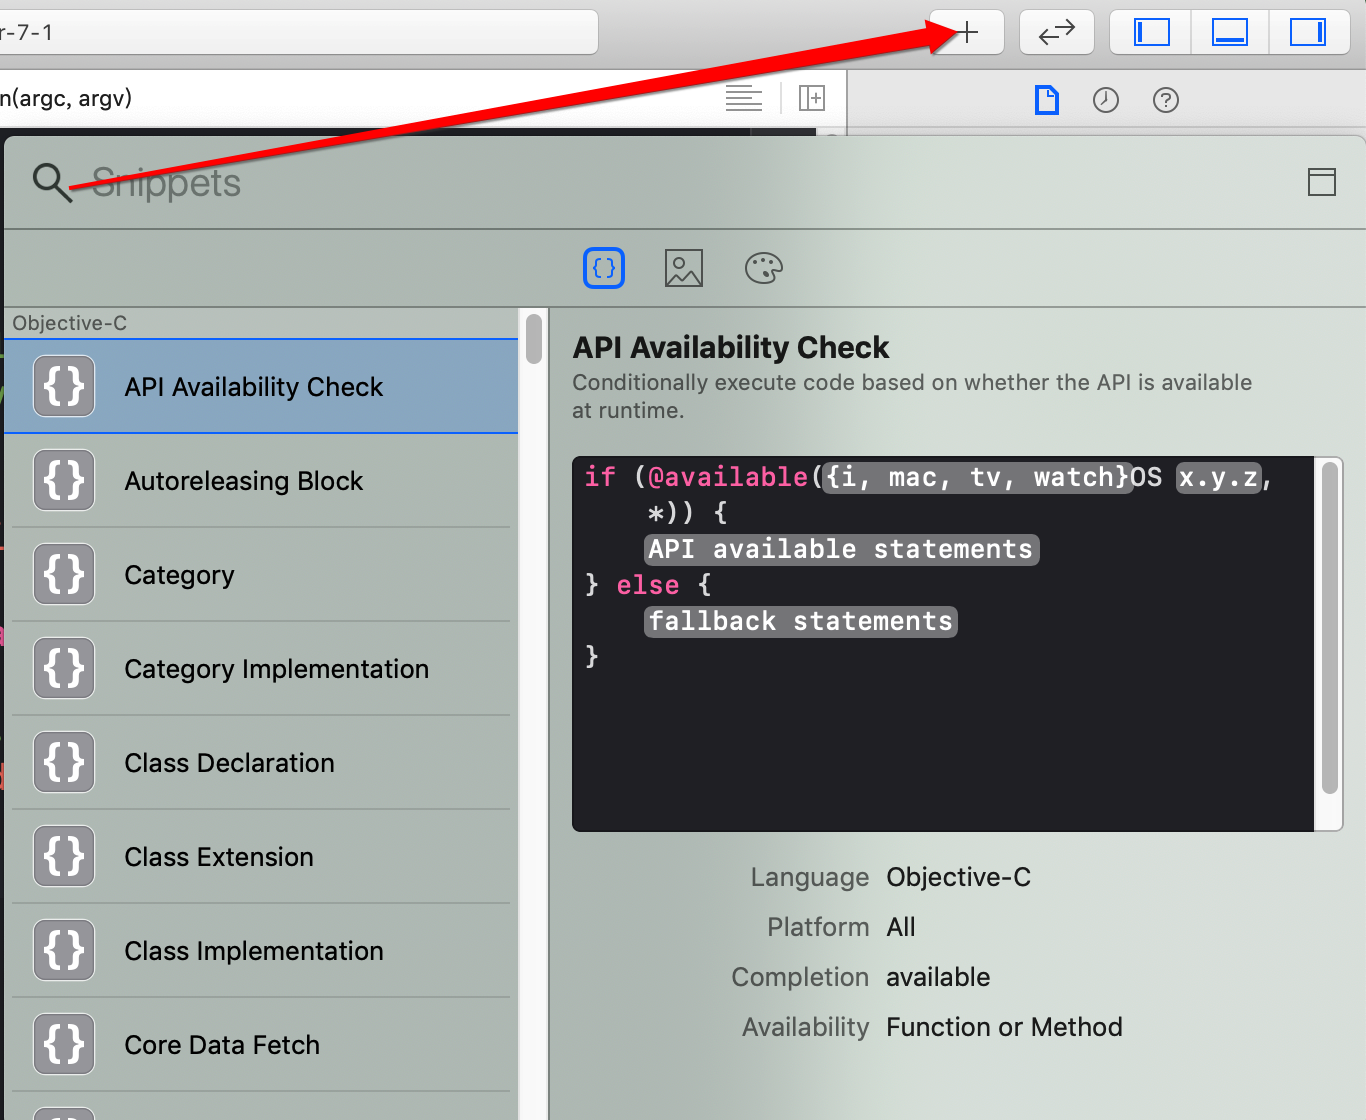 r-7-1
n(argc, argv)
Snippets
Objective-C
API Availability Check
Autoreleasing Block
Category
Category Implementation
Class Declaration
Class Extension
Class Implementation
Core Data Fetch
API Availability Check
Conditionally execute code based on whether the API is available
at runtime.
if (@available({i, mac, tv, watch}OS x.y.z,
*)) {
API available statements
} else {
fallback statements
}
Language Objective-C
Platform All
Completion available
Availability Function or Method